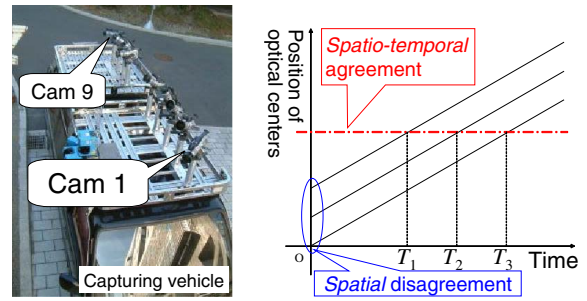 Cam 9
Cam 1
Capturing vehicle
Position of
optical centers
Spatio-temporal
agreement
O
T1
T2
T3
Time
Spatial disagreement